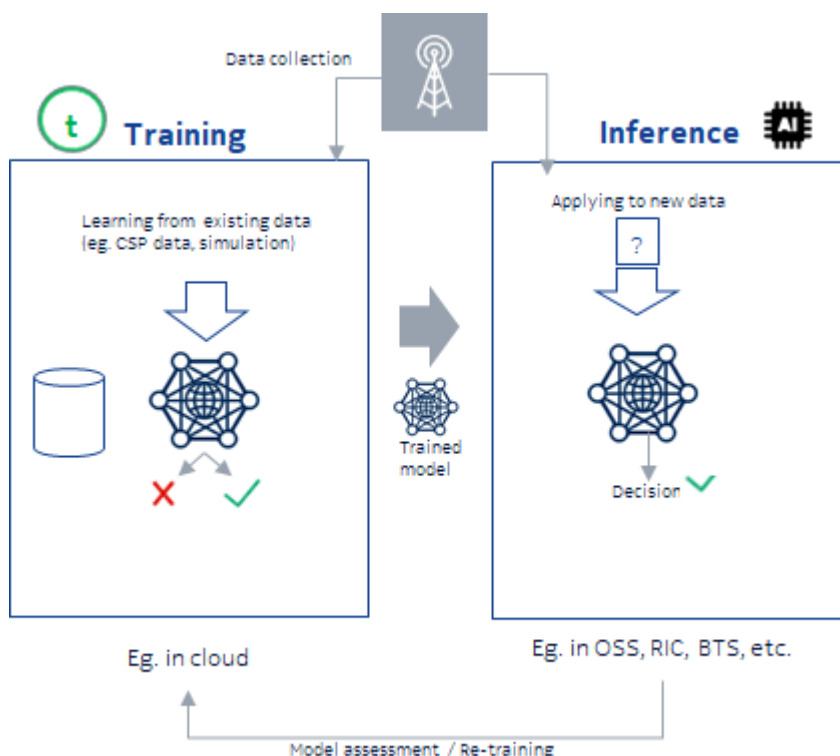 Data collection
t
Training
Inference
AI
Learning from existing data
(eg. CSP data, simulation)
Applying to new data
?
Trained
model
Decision
Eg. in cloud
Eg. in OSS, RIC, BTS, etc.
Model assessment / Re-training